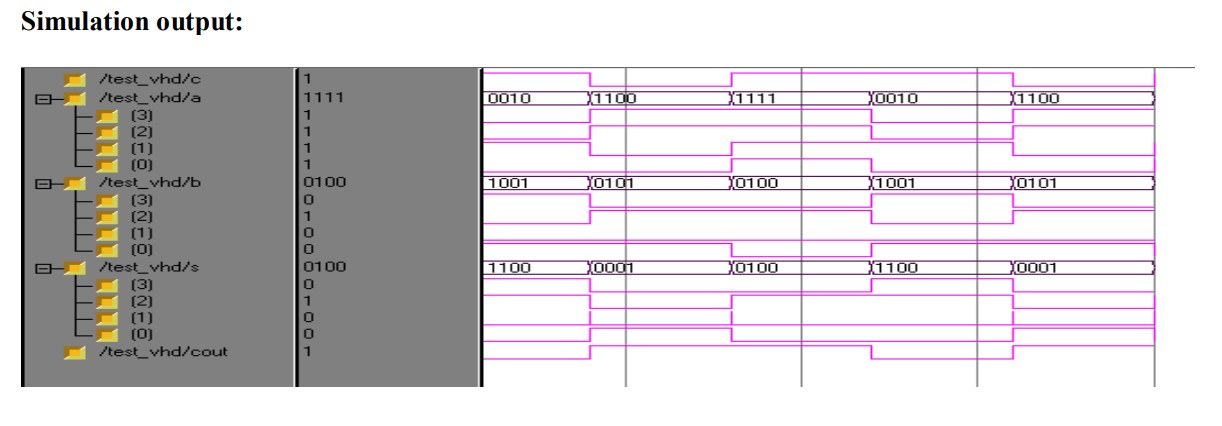 Simulation output:
/test_vhd/c 1
/test_vhd/a 1111 0010 1100 1111 0010 1100
(3) 1
(2) 1
(1) 1
(0) 1
/test_vhd/b 0100 1001 0101 0100 1001 0101
(3) 0
(2) 1
(1) 0
(0) 0
/test_vhd/s 0100 1100 0001 0100 1100 0001
(3) 0
(2) 1
(1) 0
(0) 0
/test_vhd/cout 1